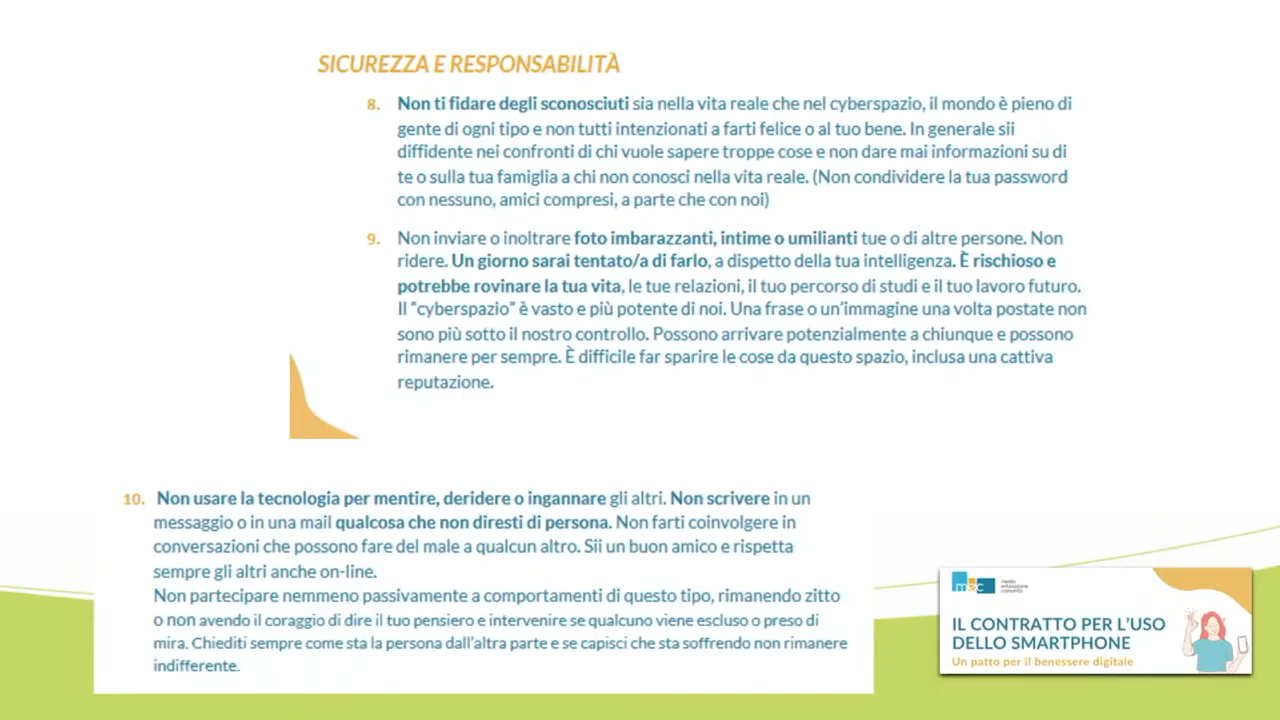 SICUREZZA E RESPONSABILITÀ
8. Non ti fidare degli sconosciuti sia nella vita reale che nel cyberspazio, il mondo è pieno di
gente di ogni tipo e non tutti intenzionati a farti felice o al tuo bene. In generale sii
diffidente nei confronti di chi vuole sapere troppe cose e non dare mai informazioni su di
te o sulla tua famiglia a chi non conosci nella vita reale. (Non condividere la tua password
con nessuno, amici compresi, a parte che con noi)
9. Non inviare o inoltrare foto imbarazzanti, intime o umilianti tue o di altre persone. Non
ridere. Un giorno sarai tentato/a di farlo, a dispetto della tua intelligenza. È rischioso e
potrebbe rovinare la tua vita, le tue relazioni, il tuo percorso di studi e il tuo lavoro futuro.
Il "cyberspazio" è vasto e più potente di noi. Una frase o un'immagine una volta postate non
sono più sotto il nostro controllo. Possono arrivare potenzialmente a chiunque e possono
rimanere per sempre. È difficile far sparire le cose da questo spazio, inclusa una cattiva
reputazione.
10. Non usare la tecnologia per mentire, deridere o ingannare gli altri. Non scrivere in un
messaggio o in una mail qualcosa che non diresti di persona. Non farti coinvolgere in
conversazioni che possono fare del male a qualcun altro. Sii un buon amico e rispetta
sempre gli altri anche on-line.
Non partecipare nemmeno passivamente a comportamenti di questo tipo, rimanendo zitto
o non avendo il coraggio di dire il tuo pensiero e intervenire se qualcuno viene escluso o preso di
mira. Chiediti sempre come sta la persona dall'altra parte e se capisci che sta soffrendo non rimanere
indifferente.
mec
media
educazione
comunità
IL CONTRATTO PER L'USO
DELLO SMARTPHONE
Un patto per il benessere digitale